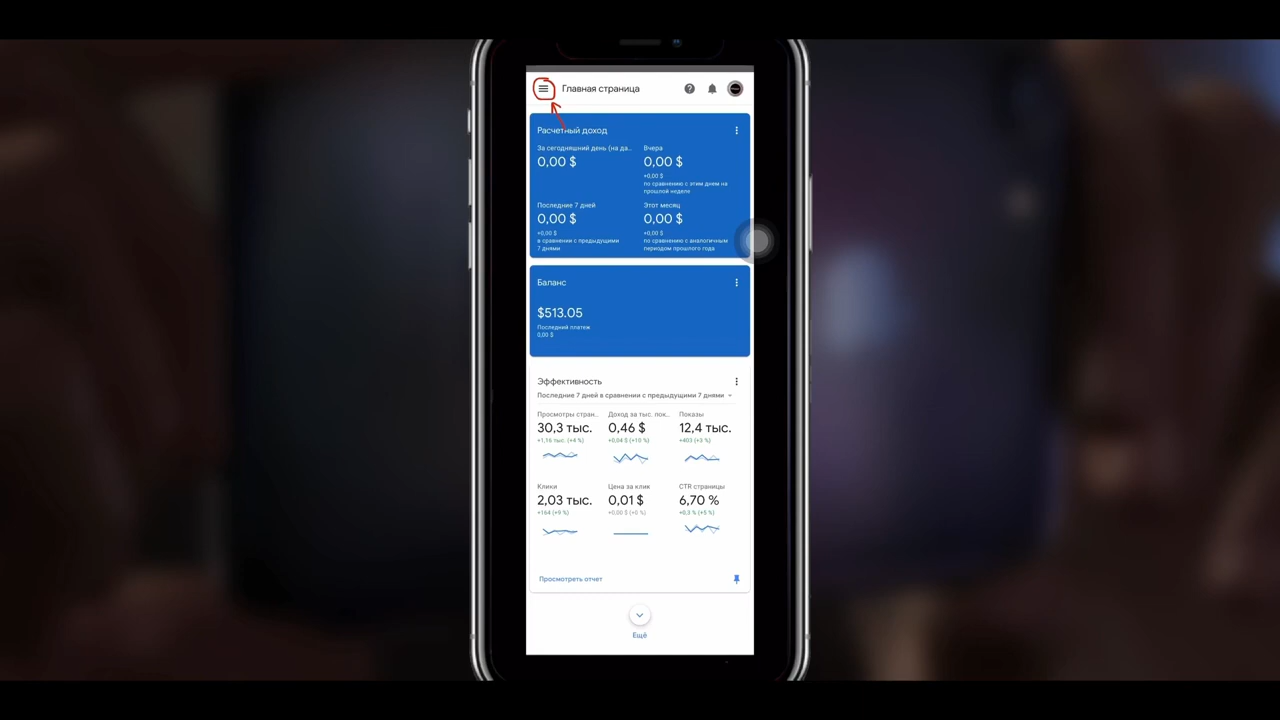 Главная страница
Расчетный доход
За сегодняшний день (на да...
Вчера
0,00 $
0,00 $
+0,00 $
по сравнению с этим днем на
прошлой неделе
Последние 7 дней
Этот месяц
0,00 $
0,00 $
+0,00 $
+0,00 $
в сравнении с предыдущими
7 днями
по сравнению с аналогичным
периодом прошлого года
Баланс
$513.05
Последний платеж
0,00 $
Эффективность
Последние 7 дней в сравнении с предыдущими 7 днями
Просмотры стран...
Доход за тыс. пок...
Показы
30,3 тыс.
0,46 $
12,4 тыс.
+1,16 тыс. (+4 %)
+0,04 $ (+10 %)
+403 (+3 %)
Клики
Цена за клик
CTR страницы
2,03 тыс.
0,01 $
6,70 %
+164 (+9 %)
+0,00 $ (+0 %)
+0,3 % (+5 %)
Просмотреть отчет
Ещё